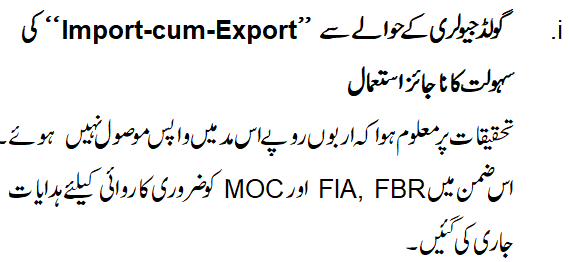 i. گولڈ جیولری کے حوالے سے "Import-cum-Export" کی
سہولت کا ناجائز استعمال
تحقیقات پر معلوم ہوا کہ اربوں روپے اس مد میں واپس موصول نہیں ہوئے۔
اس ضمن میں FIA, FBR اور MOC کو ضروری کاروائی کیلئے ہدایات
جاری کی گئیں۔